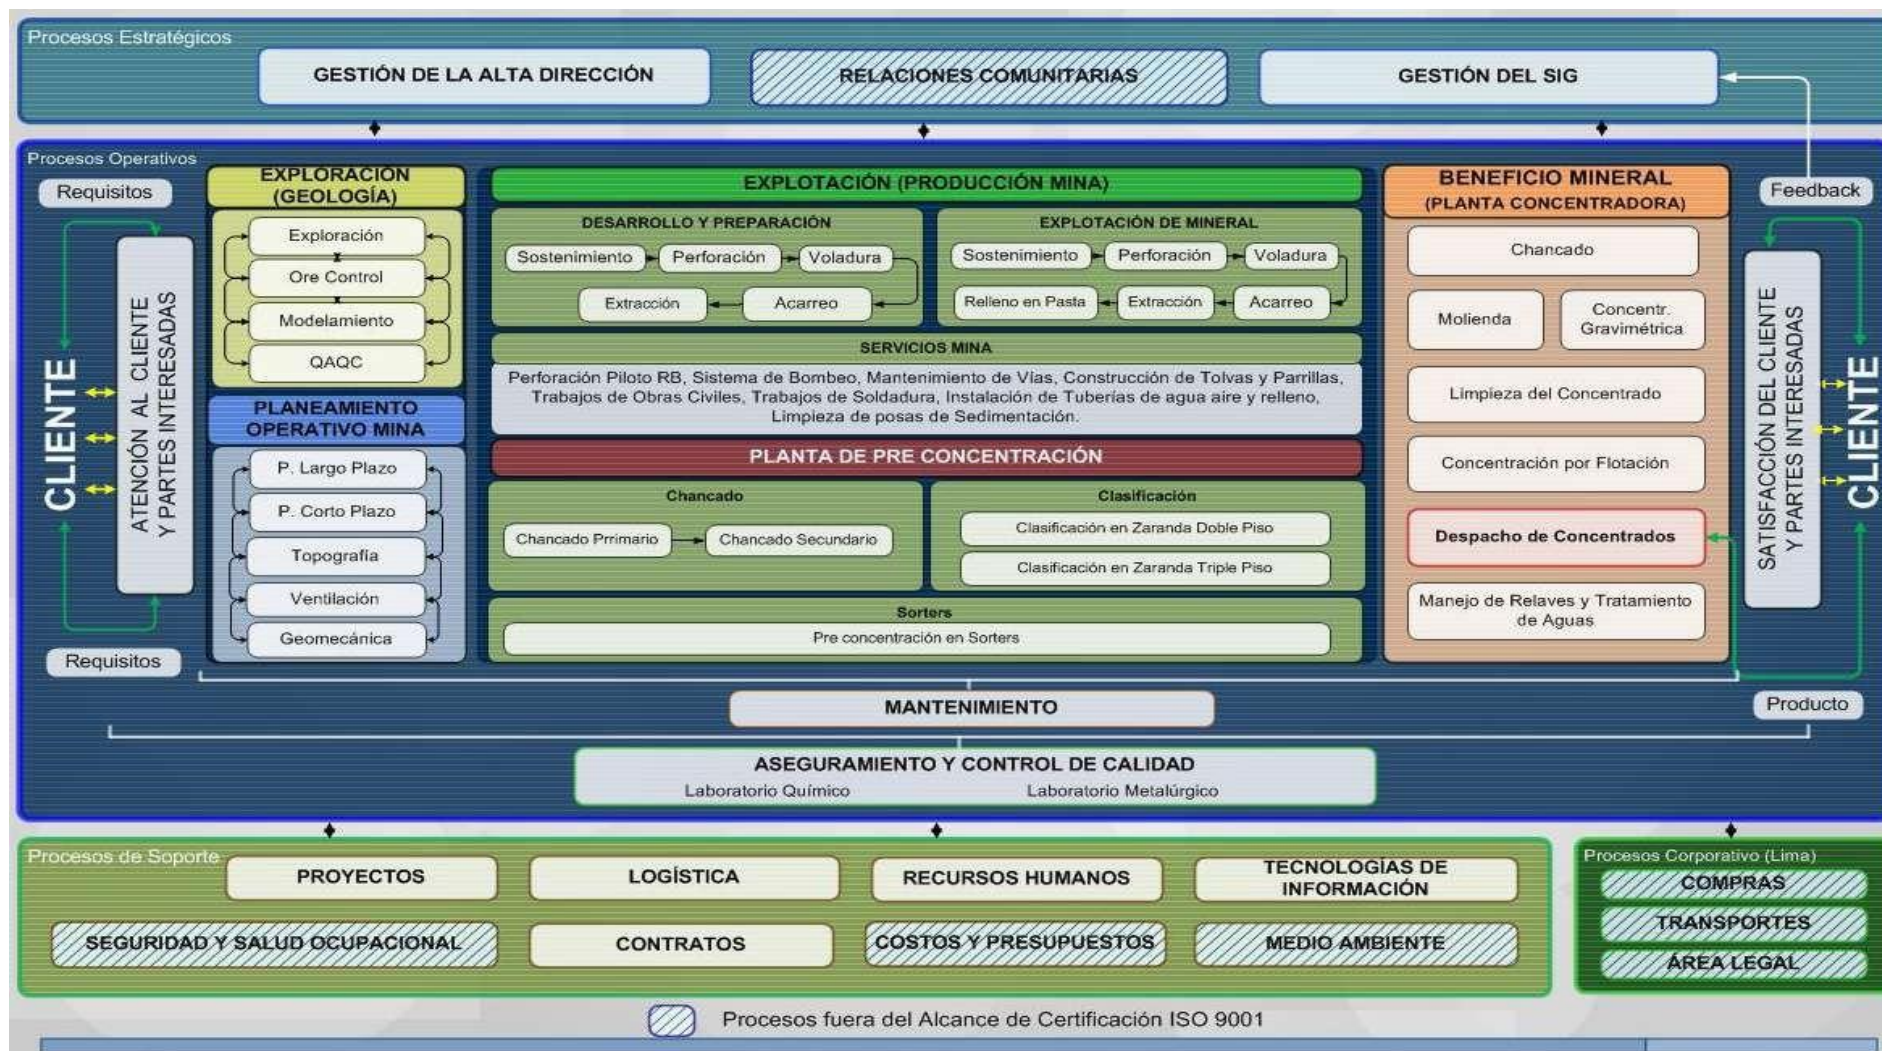 Procesos Estratégicos
GESTIÓN DE LA ALTA DIRECCIÓN
RELACIONES COMUNITARIAS
GESTIÓN DEL SIG
Procesos Operativos
Requisitos
CLIENTE
ATENCIÓN AL CLIENTE
Y PARTES INTERESADAS
Requisitos
EXPLORACIÓN
(GEOLOGÍA)
Exploración
Ore Control
Modelamiento
QAQC
PLANEAMIENTO
OPERATIVO MINA
P. Largo Plazo
P. Corto Plazo
Topografía
Ventilación
Geomecánica
EXPLOTACIÓN (PRODUCCIÓN MINA)
DESARROLLO Y PREPARACIÓN
Sostenimiento
Perforación
Voladura
Extracción
Acarreo
EXPLOTACIÓN DE MINERAL
Sostenimiento
Perforación
Voladura
Relleno en Pasta
Extracción
Acarreo
SERVICIOS MINA
Perforación Piloto RB, Sistema de Bombeo, Mantenimiento de Vías, Construcción de Tolvas y Parrillas,
Trabajos de Obras Civiles, Trabajos de Soldadura, Instalación de Tuberías de agua aire y relleno,
Limpieza de posas de Sedimentación.
PLANTA DE PRE CONCENTRACIÓN
Chancado
Chancado Prrimario
Chancado Secundario
Clasificación
Clasificación en Zaranda Doble Piso
Clasificación en Zaranda Triple Piso
Sorters
Pre concentración en Sorters
BENEFICIO MINERAL
(PLANTA CONCENTRADORA)
Chancado
Molienda
Concentr.
Gravimétrica
Limpieza del Concentrado
Concentración por Flotación
Despacho de Concentrados
Manejo de Relaves y Tratamiento
de Aguas
Feedback
SATISFACCIÓN DEL CLIENTE
Y PARTES INTERESADAS
CLIENTE
Producto
MANTENIMIENTO
ASEGURAMIENTO Y CONTROL DE CALIDAD
Laboratorio Químico
Laboratorio Metalúrgico
Procesos de Soporte
PROYECTOS
LOGÍSTICA
RECURSOS HUMANOS
TECNOLOGÍAS DE
INFORMACIÓN
SEGURIDAD Y SALUD OCUPACIONAL
CONTRATOS
COSTOS Y PRESUPUESTOS
MEDIO AMBIENTE
Procesos Corporativo (Lima)
COMPRAS
TRANSPORTES
ÁREA LEGAL
Procesos fuera del Alcance de Certificación ISO 9001